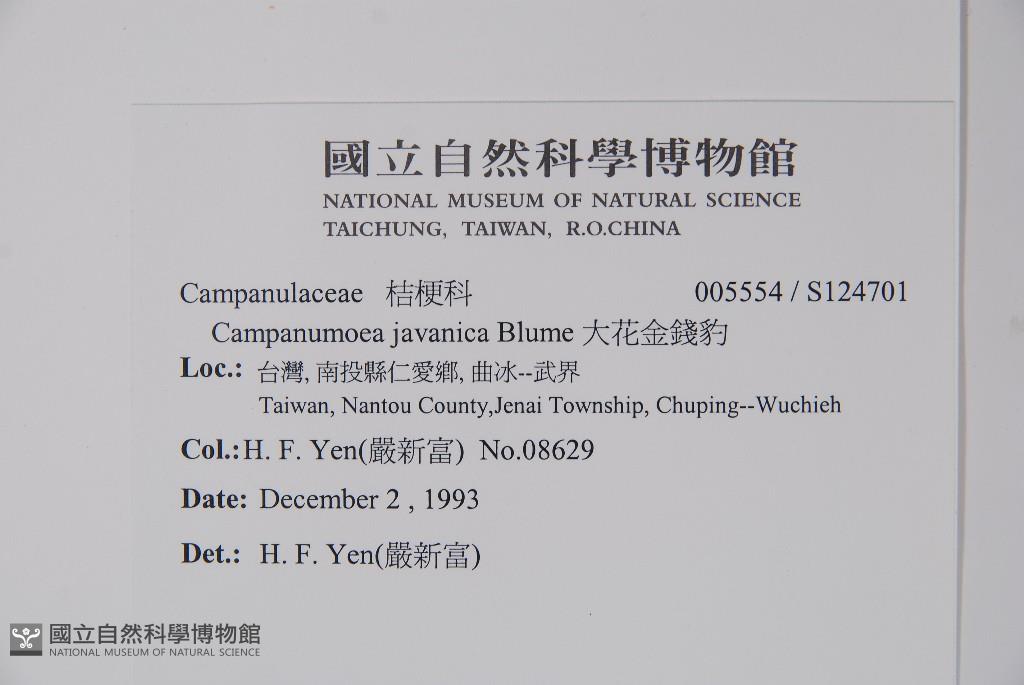 國立自然科學博物館
NATIONAL MUSEUM OF NATURAL SCIENCE
TAICHUNG, TAIWAN, R.O.CHINA
Campanulaceae 桔梗科 005554 / S124701
Campanumoea javanica Blume 大花金錢豹
Loc.: 台灣, 南投縣仁愛鄉, 曲冰--武界
Taiwan, Nantou County,Jenai Township, Chuping--Wuchieh
Col.:H. F. Yen(嚴新富) No.08629
Date: December 2 , 1993
Det.: H. F. Yen(嚴新富)
國立自然科學博物館
NATIONAL MUSEUM OF NATURAL SCIENCE